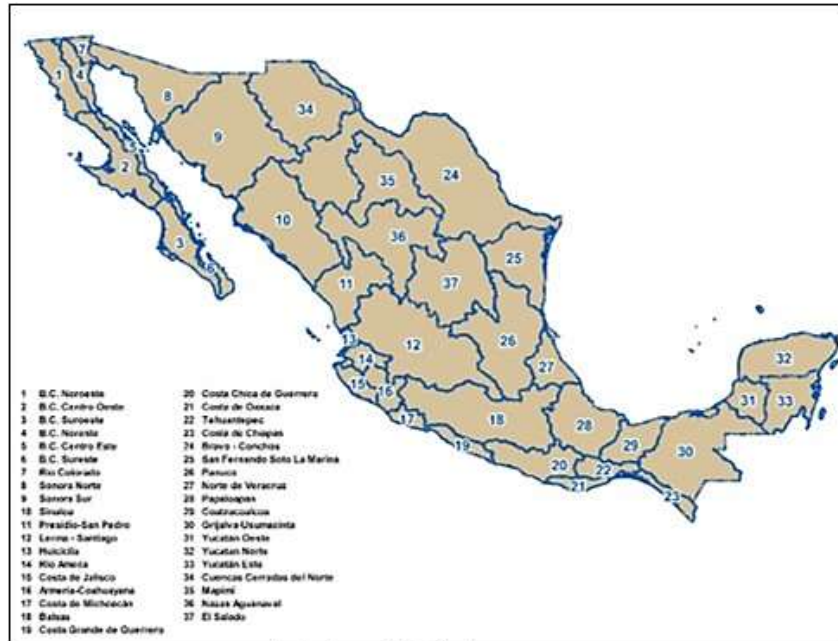 1
7
4
8
34
9
5
2
35
24
10
36
3
25
6
37
11
26
12
32
13
27
14
31
33
15
16
28
18
17
29
30
19
20
22
21
23
1 B.C. Noroeste
2 B.C. Centro Oeste
3 B.C. Suroeste
4 B.C. Noreste
5 B.C. Centro Este
6 B.C. Sureste
7 Rio Colorado
8 Sonora Norte
9 Sonora Sur
10 Sinaloa
11 Presidio-San Pedro
12 Lerma - Santiago
13 Huicicila
14 Rio Ameca
15 Costa de Jalisco
16 Armeria-Coahuayana
17 Costa de Michoacán
18 Balsas
19 Costa Grande de Guerrero
20 Costa Chica de Guerrero
21 Costa de Oaxaca
22 Tehuantepec
23 Costa de Chiapas
24 Bravo - Conchos
25 San Fernando Soto La Marina
26 Panuco
27 Norte de Veracruz
28 Papaloapan
29 Coatzacoalcos
30 Grijalva-Usumacinta
31 Yucatán Oeste
32 Yucatan Norte
33 Yucatán Este
34 Cuencas Cerradas del Norte
35 Mapimí
36 Nazas Aguanaval
37 El Salado